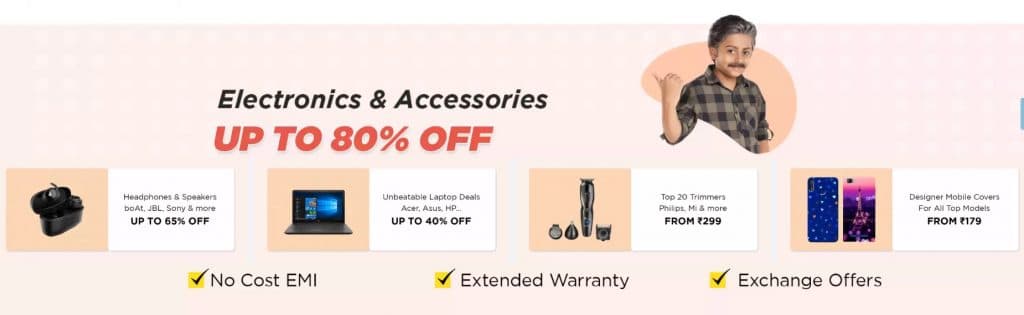 Electronics & Accessories
UP TO 80% OFF
Headphones & Speakers
boAt, JBL, Sony & more
UP TO 65% OFF
Unbeatable Laptop Deals
Acer, Asus, HP...
UP TO 40% OFF
Top 20 Trimmers
Philips, Mi & more
FROM ₹299
Designer Mobile Covers
For All Top Models
FROM ₹179
No Cost EMI
Extended Warranty
Exchange Offers